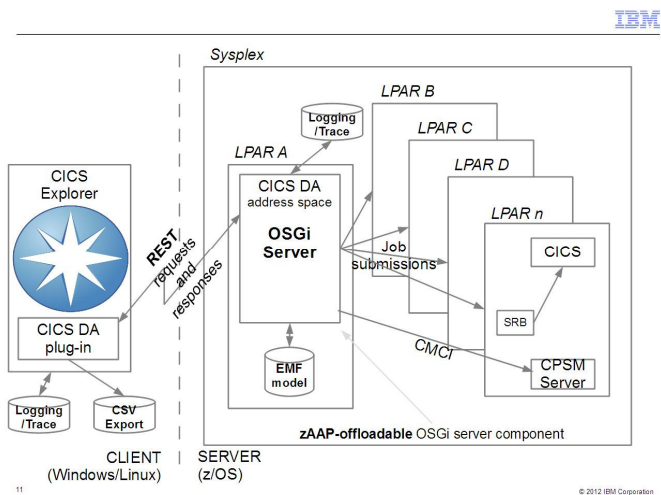 IBM
Sysplex
LPAR B
Logging
/Trace
LPAR C
LPAR A
LPAR D
CICS
Explorer
CICS DA
address space
LPAR n
OSGi
Server
REST
requests
and
responses
Job
submissions
CICS
SRB
CICS DA
plug-in
CMCI
EMF
model
CPSM
Server
Logging
/Trace
CSV
Export
zAAP-offloadable OSGi server component
CLIENT
(Windows/Linux)
SERVER
(z/OS)
11
© 2012 IBM Corporation